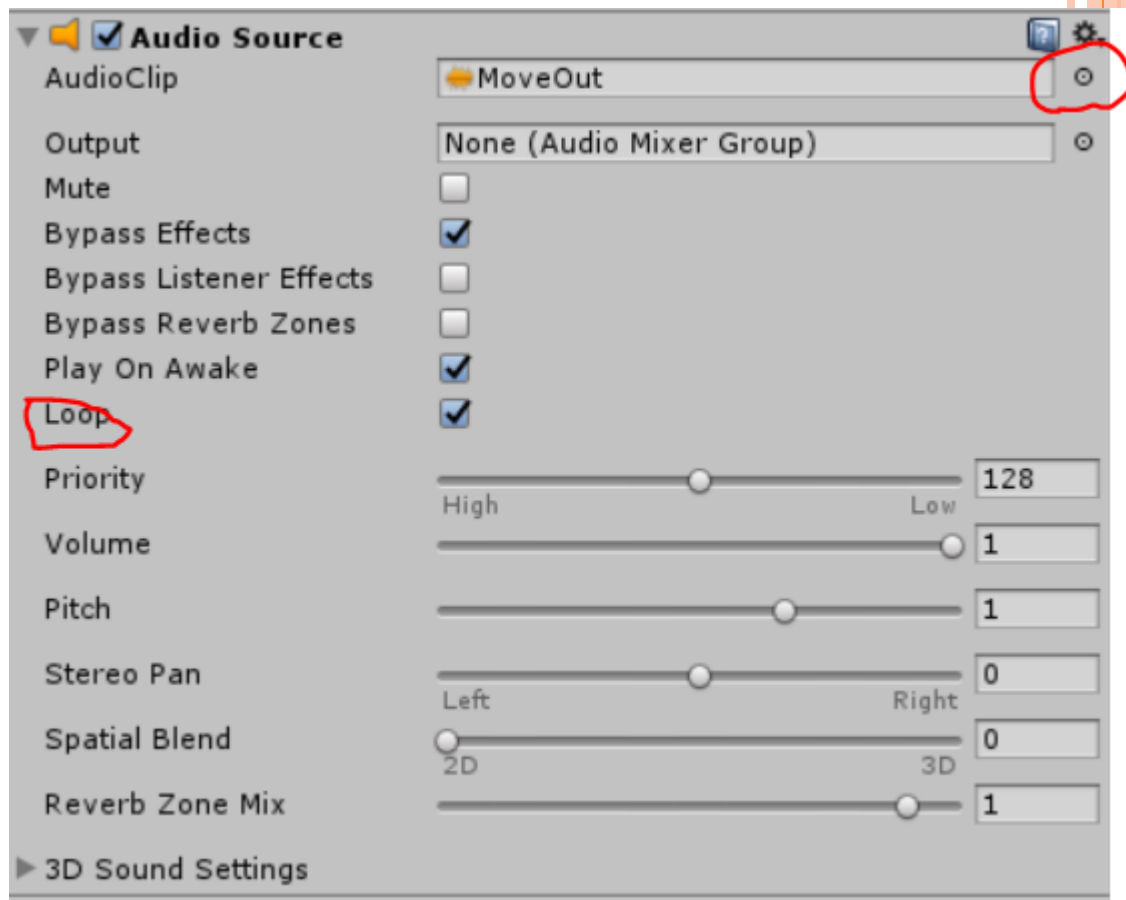 Audio Source
AudioClip MoveOut
Output None (Audio Mixer Group)
Mute
Bypass Effects
Bypass Listener Effects
Bypass Reverb Zones
Play On Awake
Loop
Priority 128
High Low
Volume 1
Pitch 1
Stereo Pan 0
Left Right
Spatial Blend 0
2D 3D
Reverb Zone Mix 1
3D Sound Settings